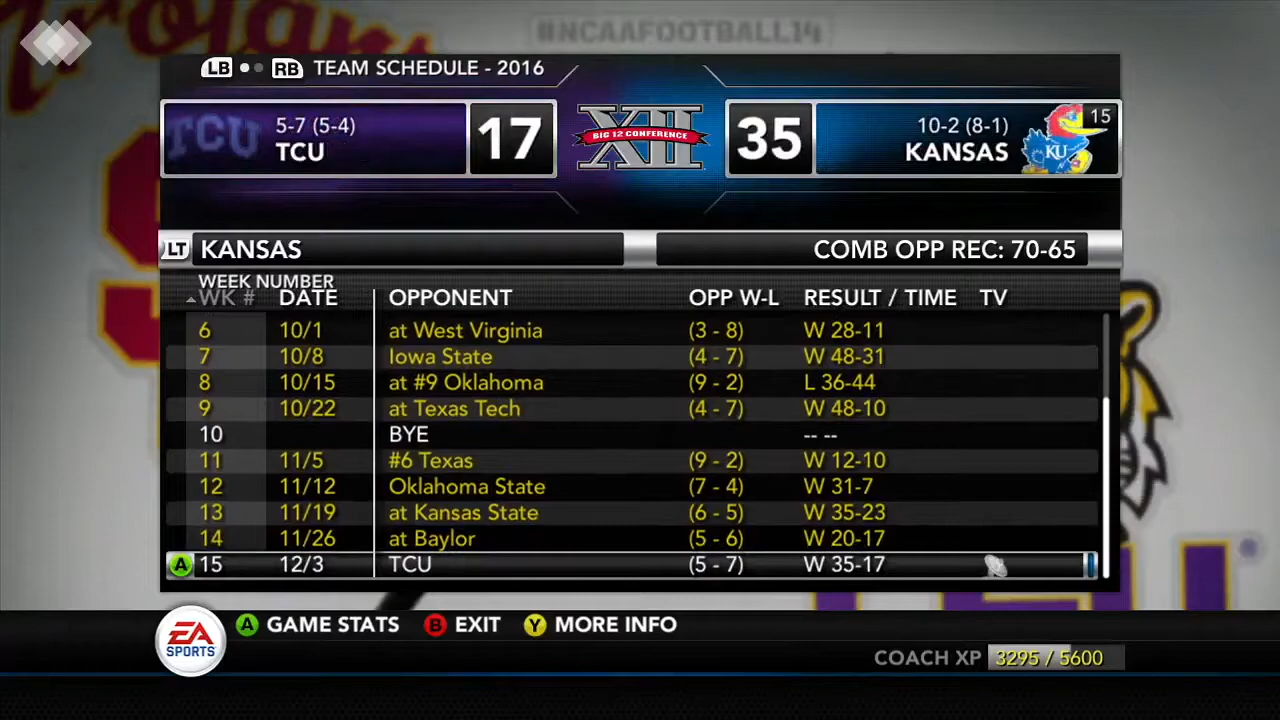 #NCAAFOOTBALL14
Trojans
LB RB TEAM SCHEDULE - 2016
TCU 5-7 (5-4) TCU 17 XII BIG 12 CONFERENCE 35 10-2 (8-1) KANSAS KU 15
LT KANSAS COMB OPP REC: 70-65
WEEK NUMBER
WK # DATE OPPONENT OPP W-L RESULT / TIME TV
6 10/1 at West Virginia (3 - 8) W 28-11
7 10/8 Iowa State (4 - 7) W 48-31
8 10/15 at #9 Oklahoma (9 - 2) L 36-44
9 10/22 at Texas Tech (4 - 7) W 48-10
10 BYE -- --
11 11/5 #6 Texas (9 - 2) W 12-10
12 11/12 Oklahoma State (7 - 4) W 31-7
13 11/19 at Kansas State (6 - 5) W 35-23
14 11/26 at Baylor (5 - 6) W 20-17
A 15 12/3 TCU (5 - 7) W 35-17
EA SPORTS A GAME STATS B EXIT Y MORE INFO
COACH XP 3295 / 5600